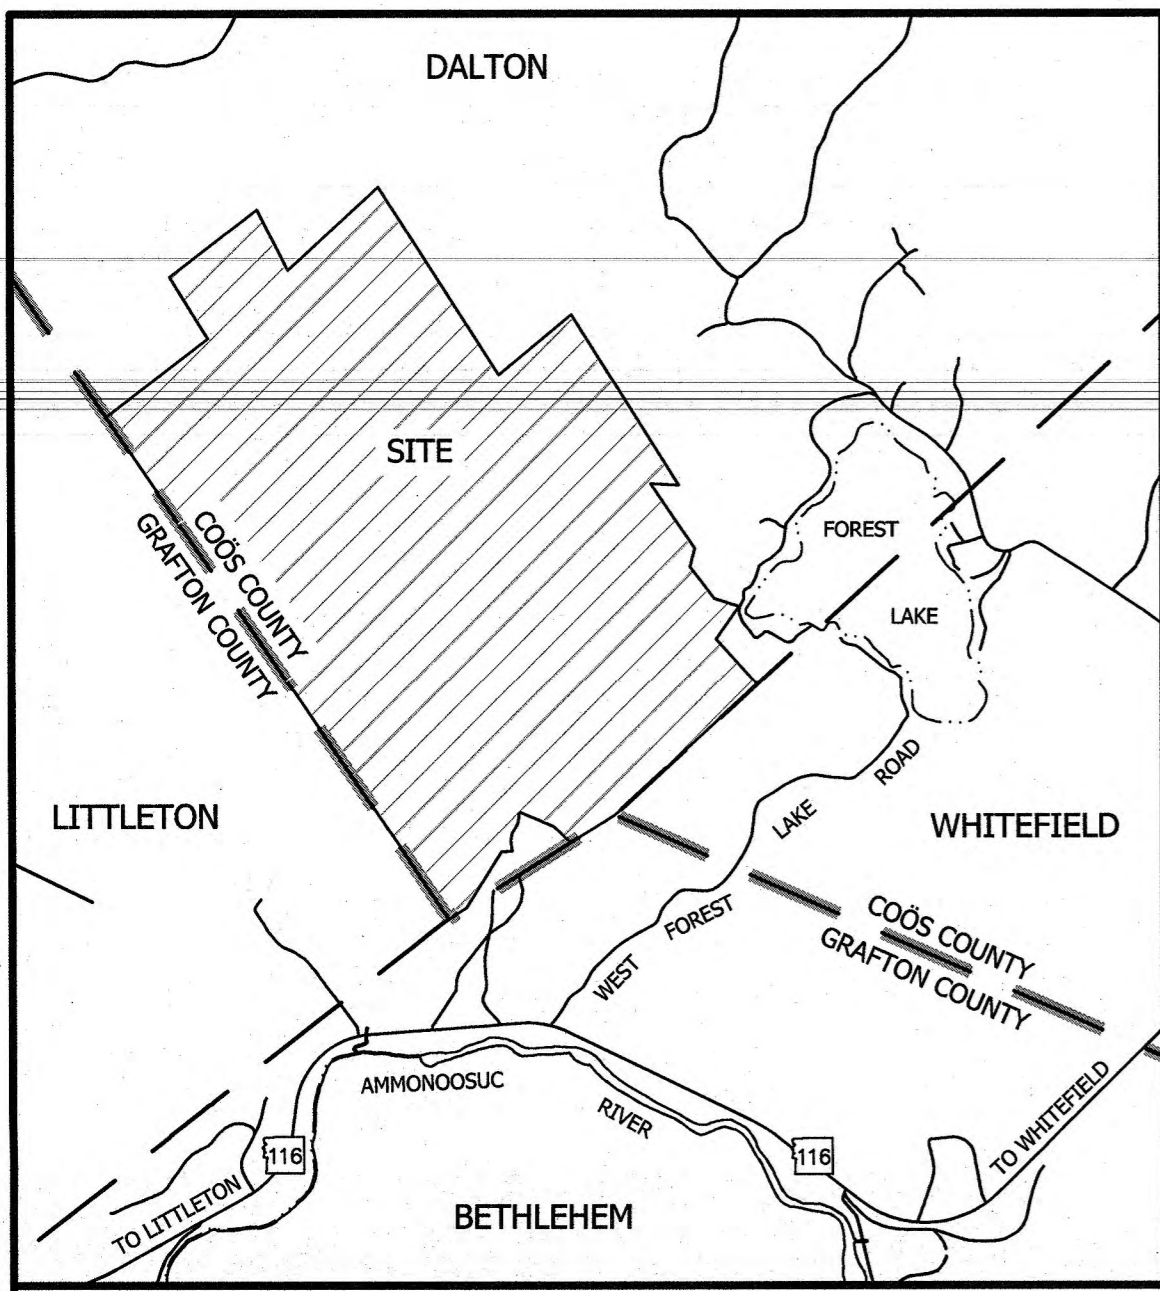 DALTON
SITE
FOREST
LAKE
COÖS COUNTY
GRAFTON COUNTY
LITTLETON
WHITEFIELD
ROAD
LAKE
FOREST
WEST
COÖS COUNTY
GRAFTON COUNTY
AMMONOOSUC
RIVER
116
116
TO WHITEFIELD
TO LITTLETON
BETHLEHEM